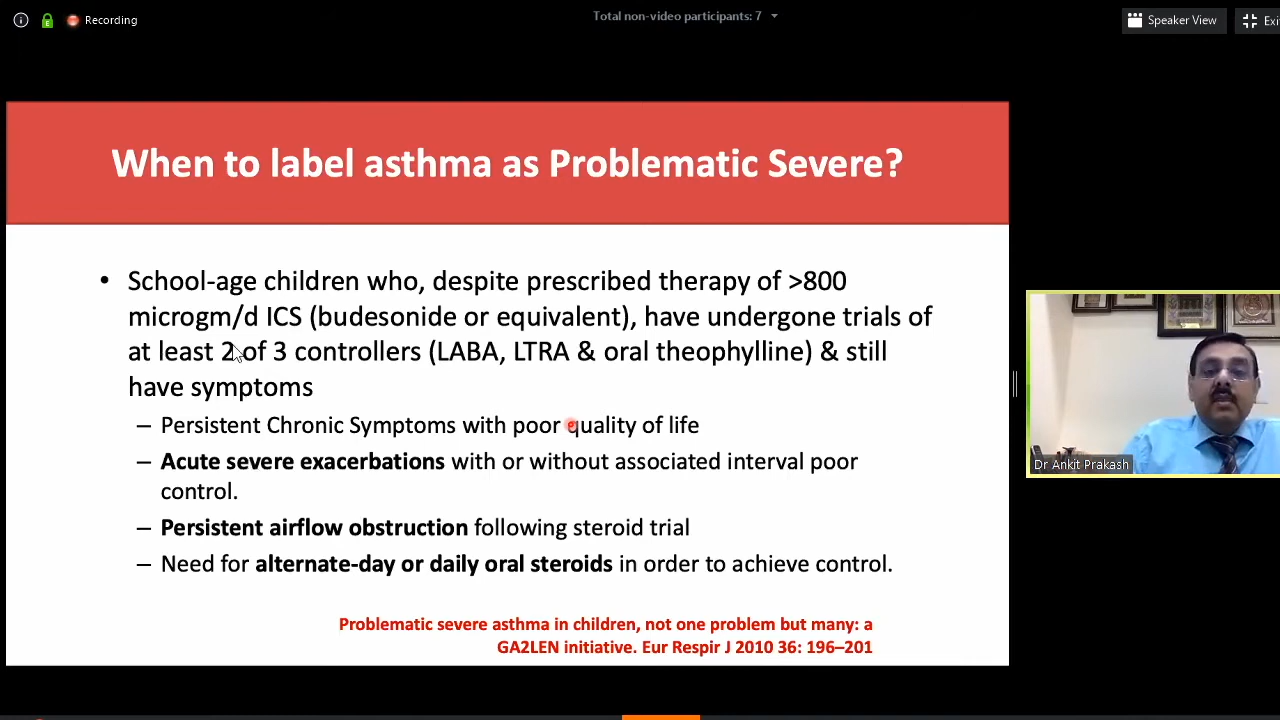 Recording
Total non-video participants: 7
Speaker View
Exi
When to label asthma as Problematic Severe?
• School-age children who, despite prescribed therapy of >800
microgm/d ICS (budesonide or equivalent), have undergone trials of
at least 2 of 3 controllers (LABA, LTRA & oral theophylline) & still
have symptoms
– Persistent Chronic Symptoms with poor quality of life
– Acute severe exacerbations with or without associated interval poor
control.
– Persistent airflow obstruction following steroid trial
– Need for alternate-day or daily oral steroids in order to achieve control.
Problematic severe asthma in children, not one problem but many: a
GA2LEN initiative. Eur Respir J 2010 36: 196–201
Dr Ankit Prakash